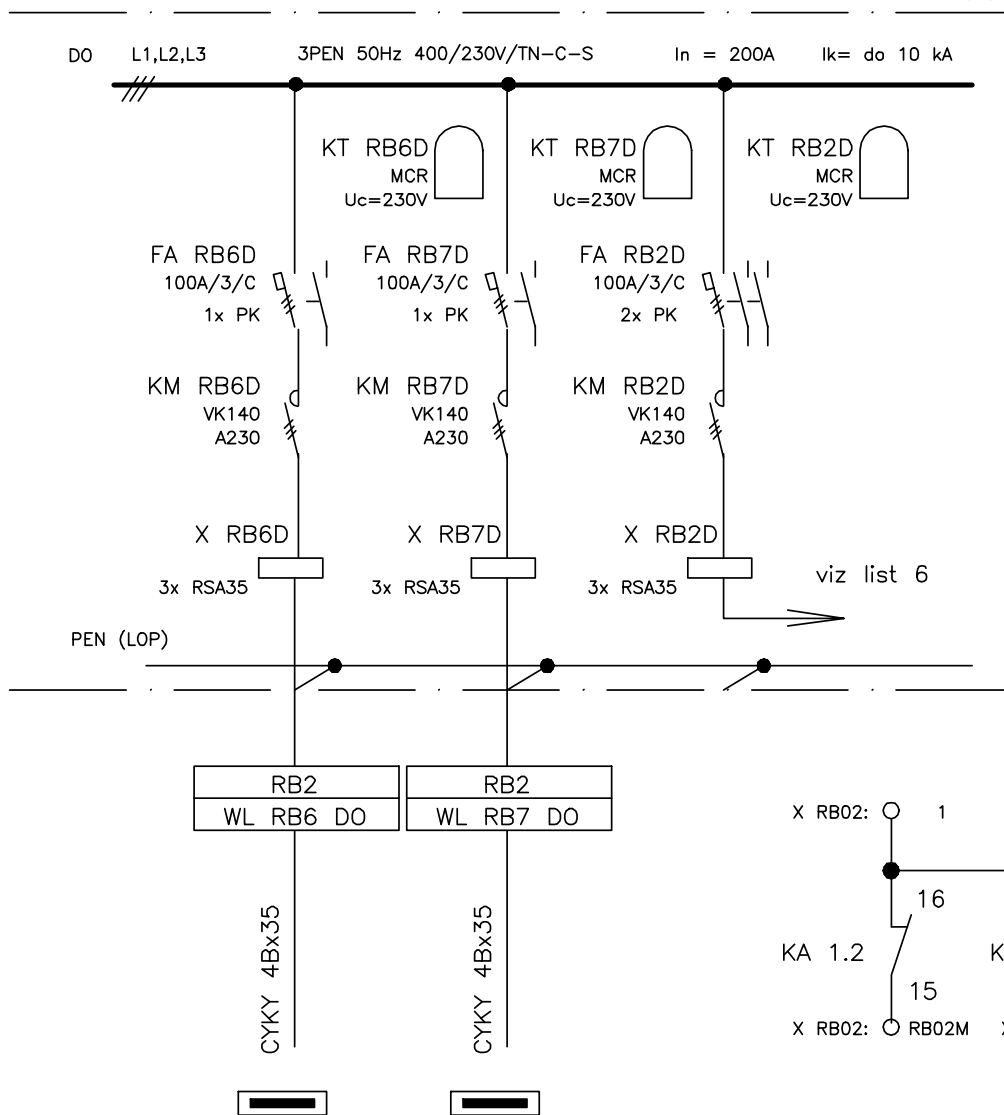 DO L1,L2,L3 3PEN 50Hz 400/230V/TN-C-S In = 200A Ik= do 10 kA
KT RB6D
MCR
Uc=230V
KT RB7D
MCR
Uc=230V
KT RB2D
MCR
Uc=230V
FA RB6D
100A/3/C
1x PK
FA RB7D
100A/3/C
1x PK
FA RB2D
100A/3/C
2x PK
KM RB6D
VK140
A230
KM RB7D
VK140
A230
KM RB2D
VK140
A230
X RB6D
3x RSA35
X RB7D
3x RSA35
X RB2D
3x RSA35
viz list 6
PEN (LOP)
RB2
WL RB6 DO
RB2
WL RB7 DO
CYKY 4Bx35
CYKY 4Bx35
X RB02: 1
16
KA 1.2
15
X RB02: RB02M